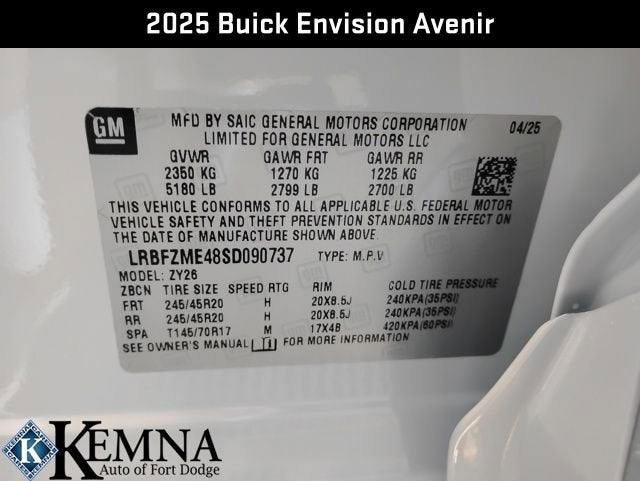 2025 Buick Envision Avenir
GM
MFD BY SAIC GENERAL MOTORS CORPORATION
LIMITED FOR GENERAL MOTORS LLC
04/25
GVWR GAWR FRT GAWR RR
2350 KG 1270 KG 1225 KG
5180 LB 2799 LB 2700 LB
THIS VEHICLE CONFORMS TO ALL APPLICABLE U.S. FEDERAL MOTOR
VEHICLE SAFETY AND THEFT PREVENTION STANDARDS IN EFFECT ON
THE DATE OF MANUFACTURE SHOWN ABOVE.
LRBFZME48SD090737 TYPE: M.P.V
MODEL: ZY26
ZBCN TIRE SIZE SPEED RTG RIM COLD TIRE PRESSURE
FRT 245/45R20 H 20X8.5J 240KPA(35PSI)
RR 245/45R20 H 20X8.5J 240KPA(35PSI)
SPA T145/70R17 M 17X4B 420KPA(60PSI)
SEE OWNER'S MANUAL FOR MORE INFORMATION
K KEMNA
Auto of Fort Dodge